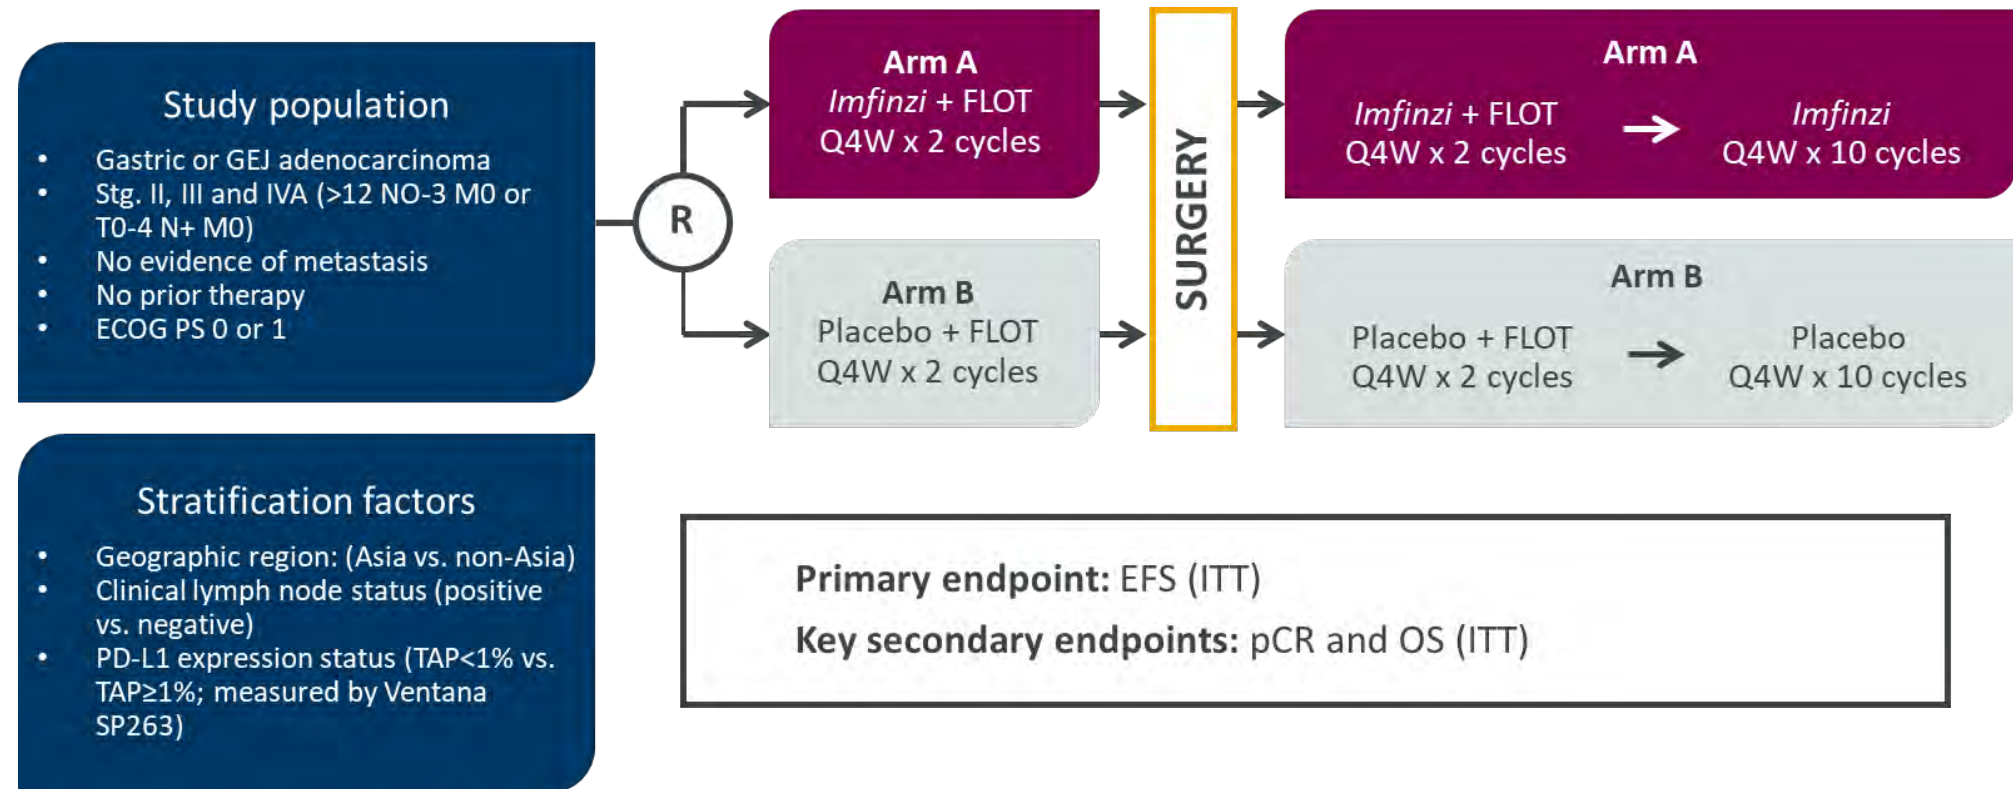 Study population
• Gastric or GEJ adenocarcinoma
• Stg. II, III and IVA (>12 NO-3 M0 or
T0-4 N+ M0)
• No evidence of metastasis
• No prior therapy
• ECOG PS 0 or 1
Stratification factors
• Geographic region: (Asia vs. non-Asia)
• Clinical lymph node status (positive
vs. negative)
• PD-L1 expression status (TAP<1% vs.
TAP≥1%; measured by Ventana
SP263)
R
Arm A
Imfinzi + FLOT
Q4W x 2 cycles
Arm B
Placebo + FLOT
Q4W x 2 cycles
SURGERY
Arm A
Imfinzi + FLOT
Q4W x 2 cycles
Imfinzi
Q4W x 10 cycles
Arm B
Placebo + FLOT
Q4W x 2 cycles
Placebo
Q4W x 10 cycles
Primary endpoint: EFS (ITT)
Key secondary endpoints: pCR and OS (ITT)